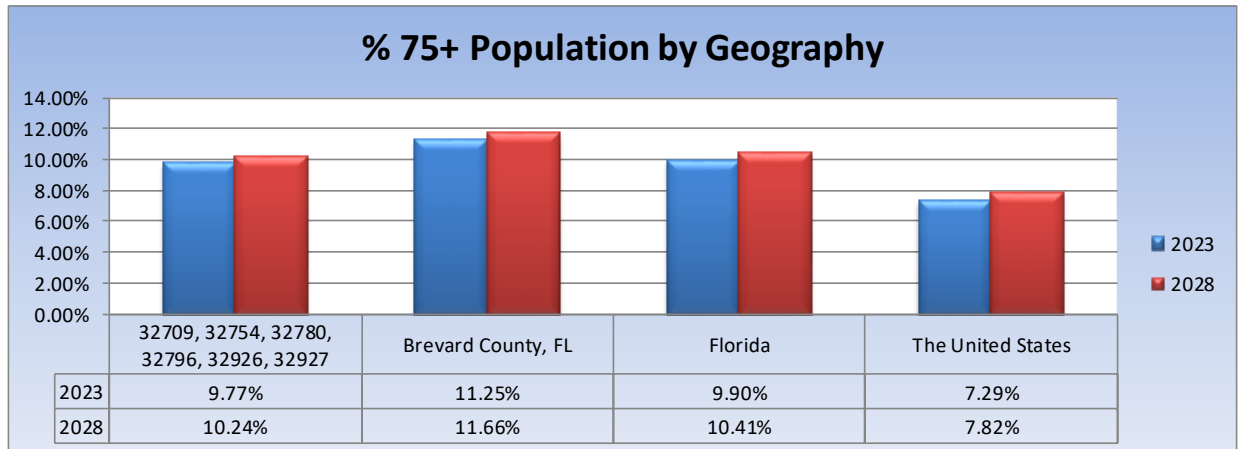 % 75+ Population by Geography
14.00%
12.00%
10.00%
8.00%
6.00%
4.00%
2.00%
0.00%
2023
2028
32709, 32754, 32780,
32796, 32926, 32927
Brevard County, FL
Florida
The United States
2023 9.77% 11.25% 9.90% 7.29%
2028 10.24% 11.66% 10.41% 7.82%